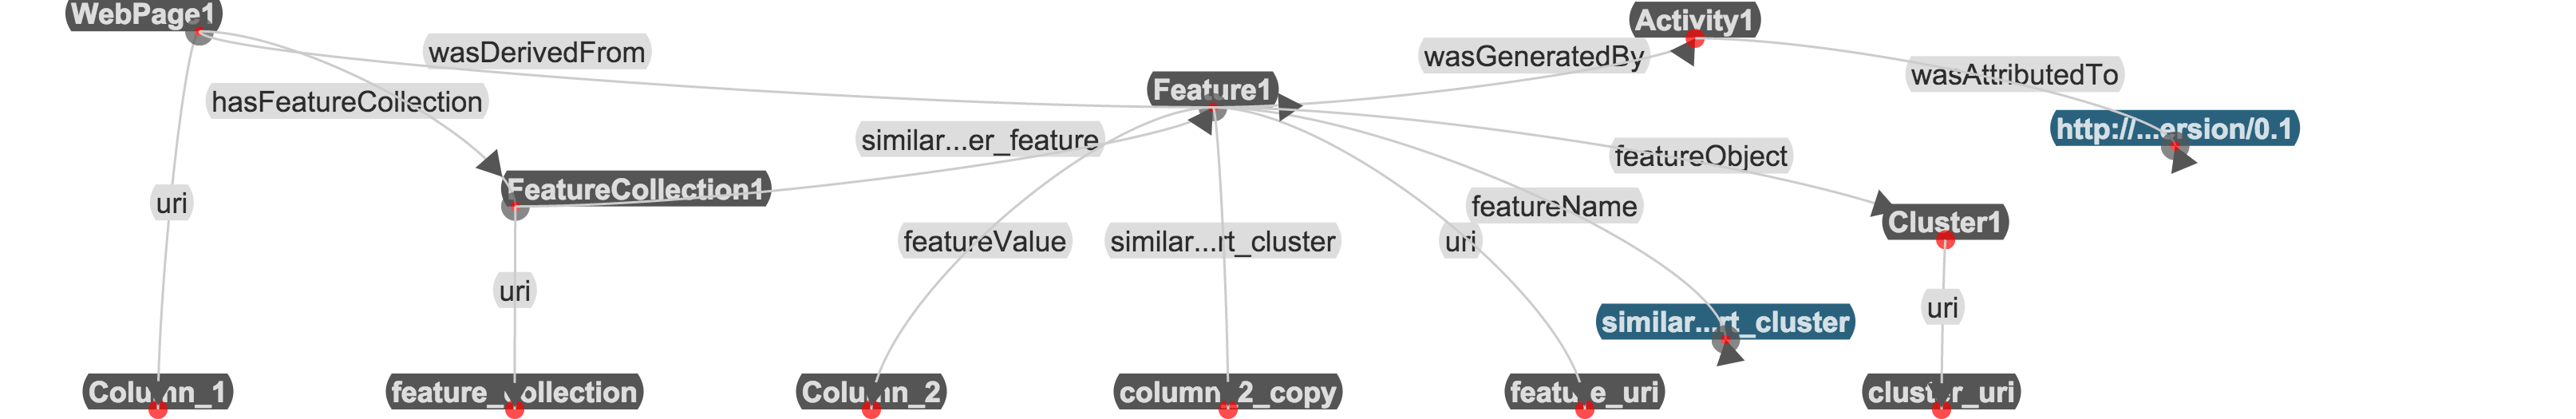 WebPage1
Activity1
wasDerivedFrom
wasGeneratedBy
wasAttributedTo
Feature1
hasFeatureCollection
http://...ersion/0.1
similar...er_feature
featureObject
FeatureCollection1
uri
featureName
Cluster1
featureValue
similar...rt_cluster
uri
uri
uri
similar...rt_cluster
Column_1
feature_collection
Column_2
column_2_copy
feature_uri
cluster_uri